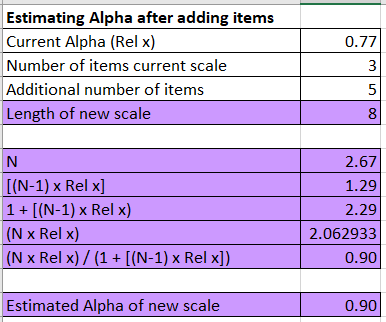 Estimating Alpha after adding items
Current Alpha (Rel x) 0.77
Number of items current scale 3
Additional number of items 5
Length of new scale 8
N 2.67
[(N-1) x Rel x] 1.29
1 + [(N-1) x Rel x) 2.29
(N x Rel x) 2.062933
(N x Rel x) / (1 + [(N-1) x Rel x]) 0.90
Estimated Alpha of new scale 0.90